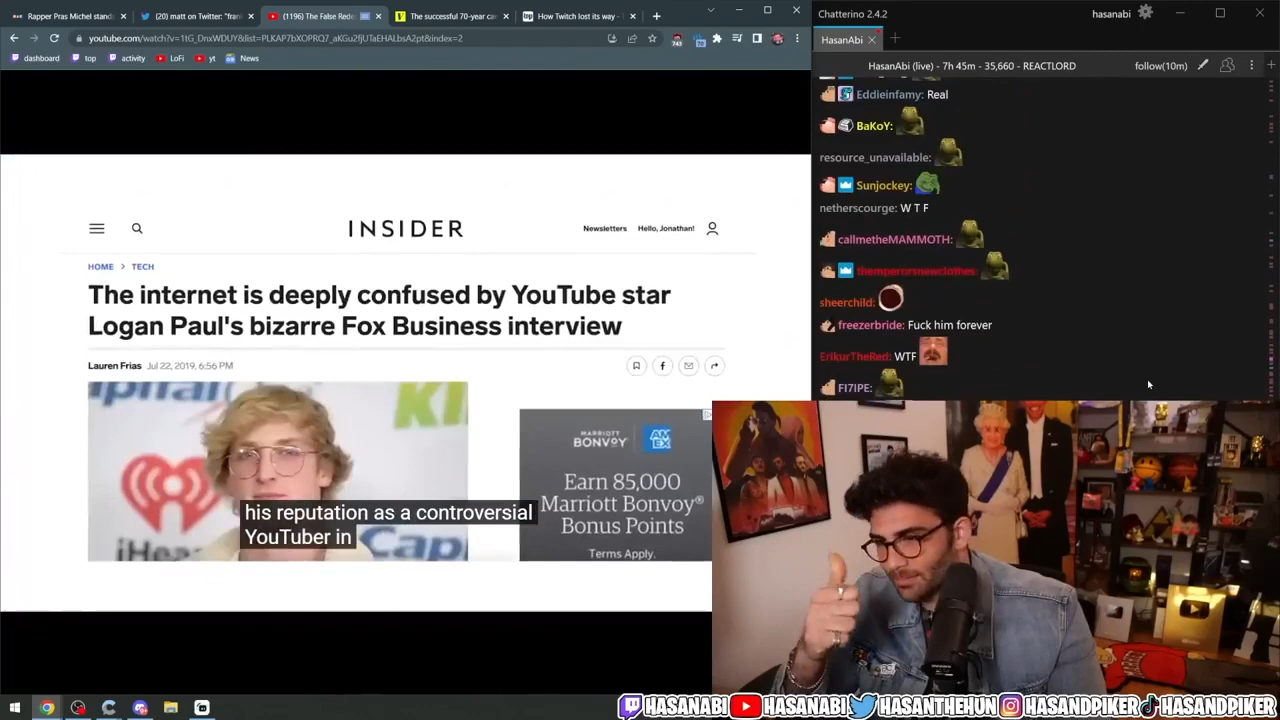 Rapper Pras Michel stands
(20) matt on Twitter: "fran
(1196) The False Rede
The successful 70-year ca
How Twitch lost its way -
youtube.com/watch?v=1tG_DnxWDUY&list=PLKAP7bXOPRQ7_aKGu2fjUTaEHALbsA2pt&index=2
743
dashboard
top
activity
LoFi
yt
News
INSIDER
Newsletters
Hello, Jonathan!
HOME > TECH
The internet is deeply confused by YouTube star
Logan Paul's bizarre Fox Business interview
Lauren Frias Jul 22, 2019, 6:56 PM
iHea
Cap
MARRIOTT
BONVOY
AMEX
Earn 85,000
Marriott Bonvoy®
Bonus Points
Terms Apply.
his reputation as a controversial
YouTuber in
Chatterino 2.4.2
hasanabi
HasanAbi
HasanAbi (live) - 7h 45m - 35,660 - REACTLORD
follow(10m)
Eddieinfamy: Real
BaKoY:
resource_unavailable:
Sunjockey:
netherscourge: W T F
callmetheMAMMOTH:
themperorsnewclothes:
sheerchild:
freezerbride: Fuck him forever
ErikurTheRed: WTF
FI7IPE:
HASANABI
HASANABI
HASANTHEHUN
HASANDPIKER
HASANDPIKER